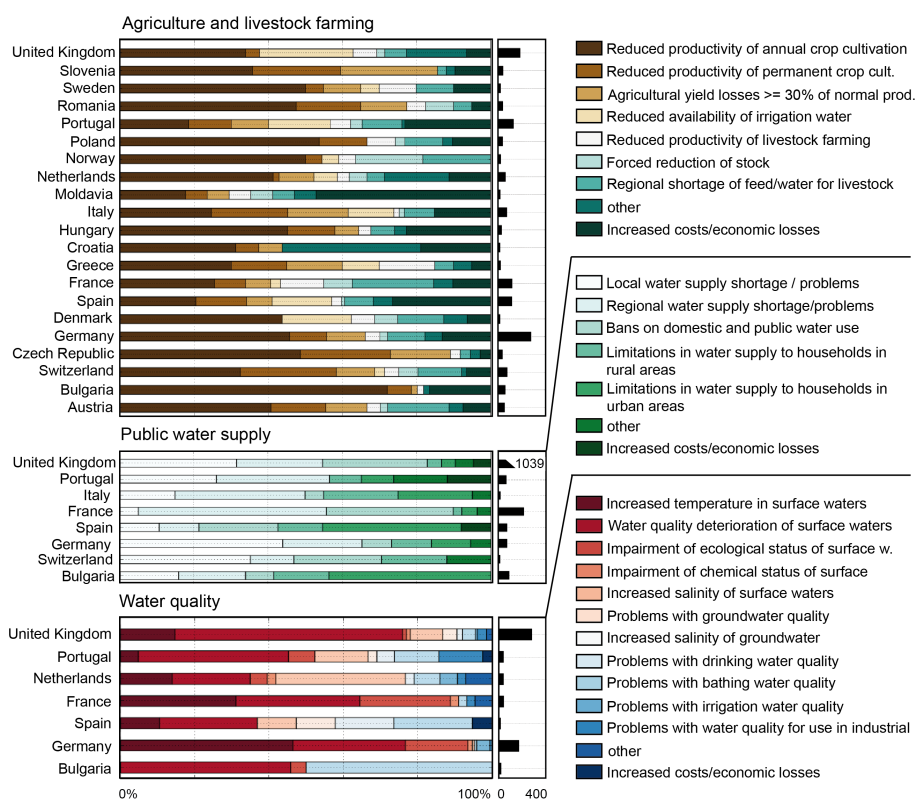 Agriculture and livestock farming
United Kingdom
Slovenia
Sweden
Romania
Portugal
Poland
Norway
Netherlands
Moldavia
Italy
Hungary
Croatia
Greece
France
Spain
Denmark
Germany
Czech Republic
Switzerland
Bulgaria
Austria
Reduced productivity of annual crop cultivation
Reduced productivity of permanent crop cult.
Agricultural yield losses >= 30% of normal prod.
Reduced availability of irrigation water
Reduced productivity of livestock farming
Forced reduction of stock
Regional shortage of feed/water for livestock
other
Increased costs/economic losses
Public water supply
United Kingdom
Portugal
Italy
France
Spain
Germany
Switzerland
Bulgaria
1039
Local water supply shortage / problems
Regional water supply shortage/problems
Bans on domestic and public water use
Limitations in water supply to households in
rural areas
Limitations in water supply to households in
urban areas
other
Increased costs/economic losses
Water quality
United Kingdom
Portugal
Netherlands
France
Spain
Germany
Bulgaria
0%
100%
0
400
Increased temperature in surface waters
Water quality deterioration of surface waters
Impairment of ecological status of surface w.
Impairment of chemical status of surface
Increased salinity of surface waters
Problems with groundwater quality
Increased salinity of groundwater
Problems with drinking water quality
Problems with bathing water quality
Problems with irrigation water quality
Problems with water quality for use in industrial
other
Increased costs/economic losses